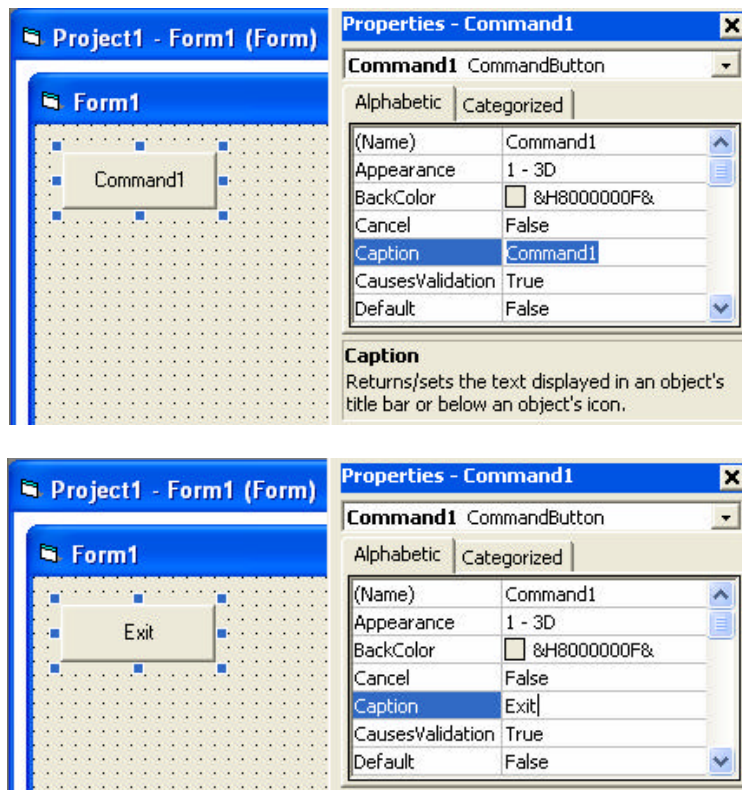 Project1 - Form1 (Form)
Form1
Command1
Properties - Command1
Command1 CommandButton
Alphabetic Categorized
(Name) Command1
Appearance 1 - 3D
BackColor &H8000000F&
Cancel False
Caption Command1
CausesValidation True
Default False
Caption
Returns/sets the text displayed in an object's
title bar or below an object's icon.
Project1 - Form1 (Form)
Form1
Exit
Properties - Command1
Command1 CommandButton
Alphabetic Categorized
(Name) Command1
Appearance 1 - 3D
BackColor &H8000000F&
Cancel False
Caption Exit
CausesValidation True
Default False